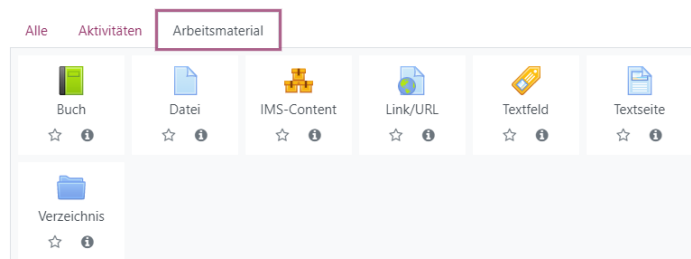 Alle Aktivitäten Arbeitsmaterial
Buch Datei IMS-Content Link/URL Textfeld Textseite
Verzeichnis